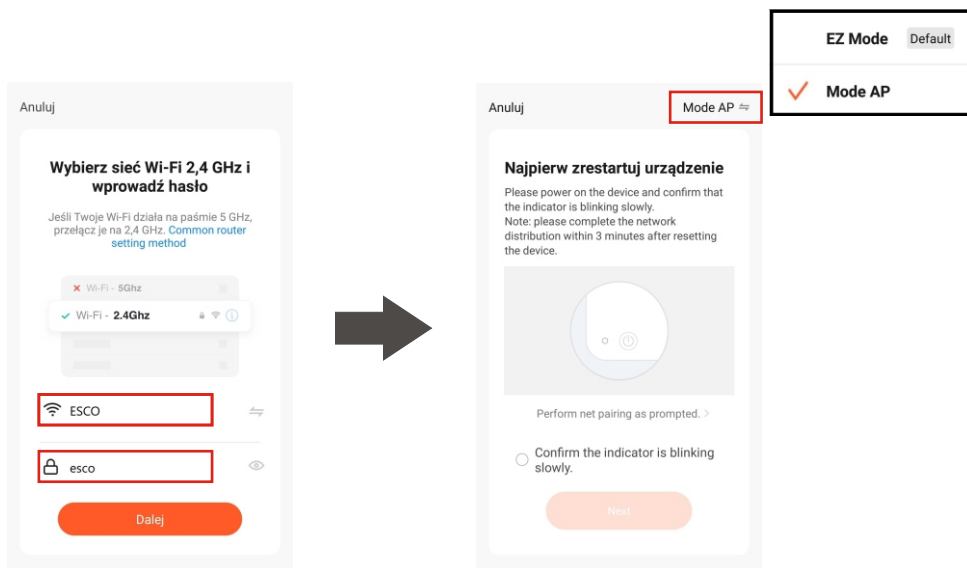 Anuluj
Wybierz sieć Wi-Fi 2,4 GHz i
wprowadź hasło
Jeśli Twoje Wi-Fi działa na paśmie 5 GHz,
przełącz je na 2,4 GHz. Common router
setting method
Wi-Fi - 5Ghz
Wi-Fi - 2.4Ghz
ESCO
esco
Dalej
Anuluj
Mode AP
EZ Mode Default
Mode AP
Najpierw zrestartuj urządzenie
Please power on the device and confirm that
the indicator is blinking slowly.
Note: please complete the network
distribution within 3 minutes after resetting
the device.
Perform net pairing as prompted. >
Confirm the indicator is blinking
slowly.
Next